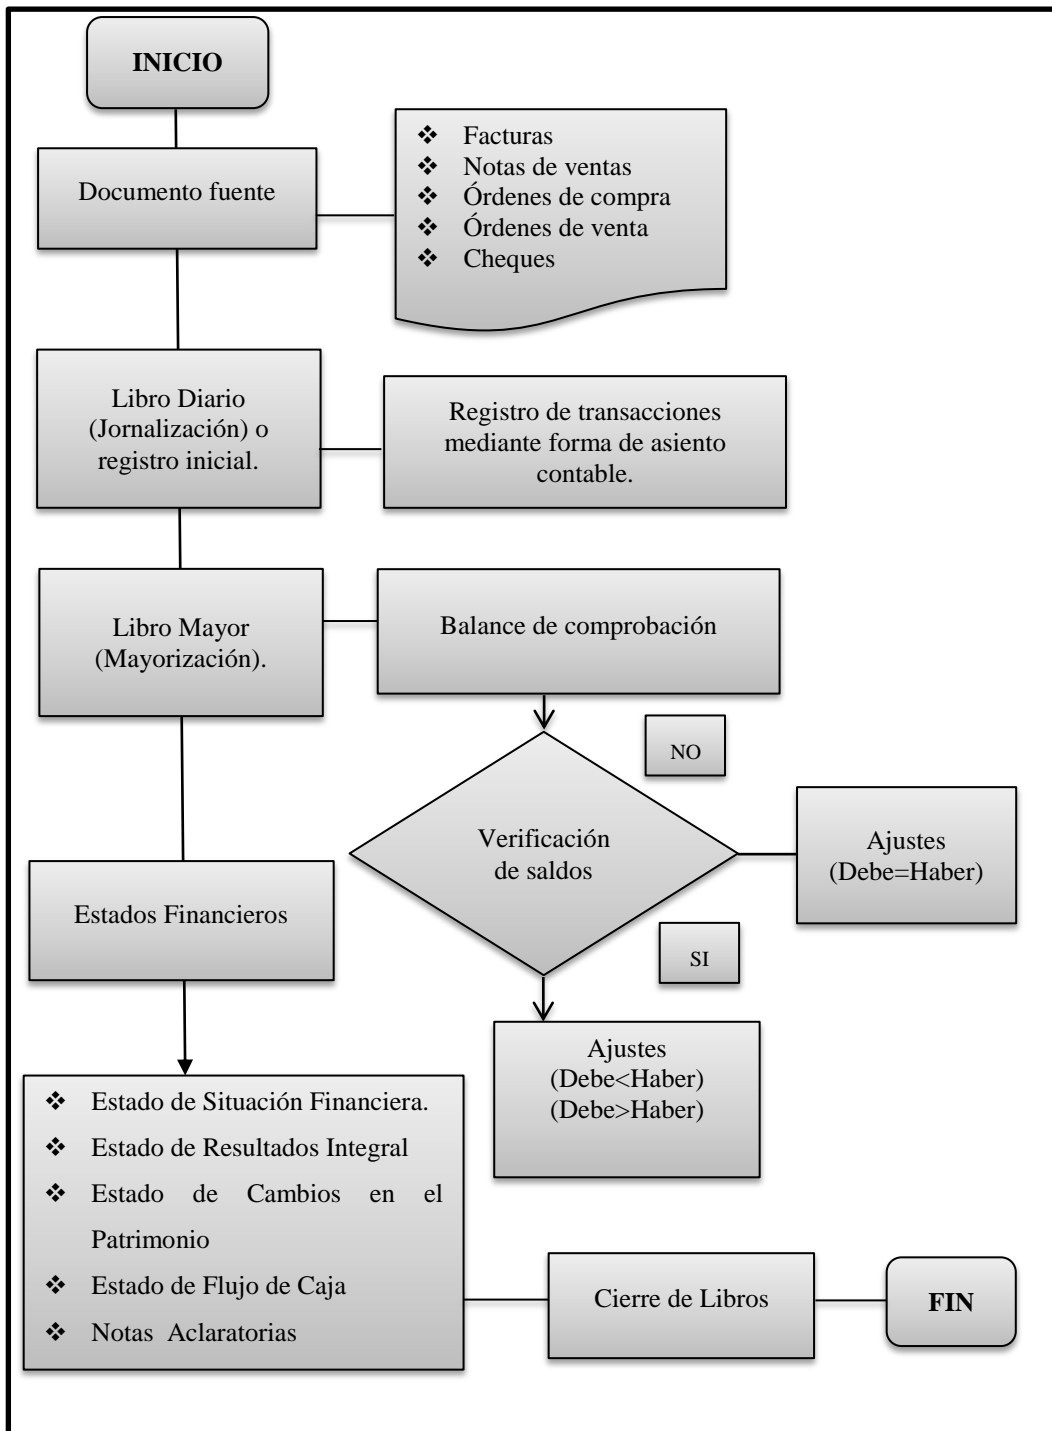 INICIO
Documento fuente
❖ Facturas
❖ Notas de ventas
❖ Órdenes de compra
❖ Órdenes de venta
❖ Cheques
Libro Diario
(Jornalización) o
registro inicial.
Registro de transacciones
mediante forma de asiento
contable.
Libro Mayor
(Mayorización).
Balance de comprobación
NO
Verificación
de saldos
Ajustes
(Debe=Haber)
Estados Financieros
SI
Ajustes
(Debe<Haber)
(Debe>Haber)
❖ Estado de Situación Financiera.
❖ Estado de Resultados Integral
❖ Estado de Cambios en el
Patrimonio
❖ Estado de Flujo de Caja
❖ Notas Aclaratorias
Cierre de Libros
FIN